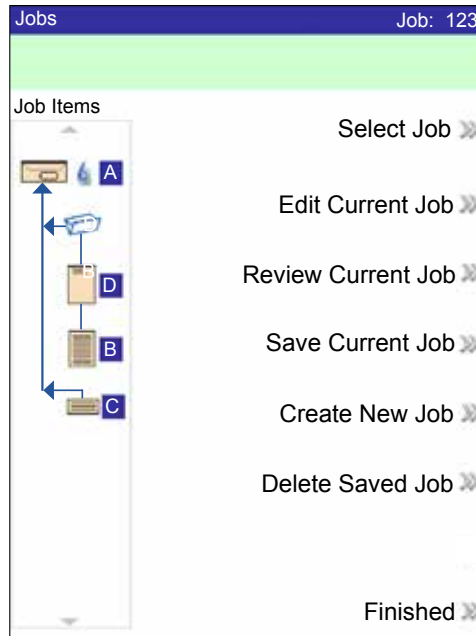 Jobs Job: 123
Job Items
Select Job
A
Edit Current Job
B
Review Current Job
D
Save Current Job
B
Create New Job
C
Delete Saved Job
Finished